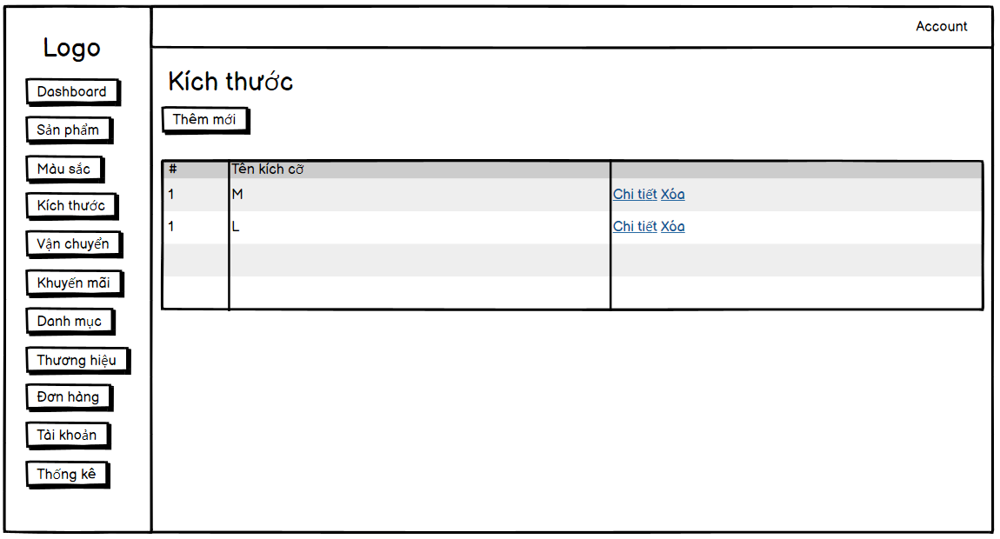 Logo
Account
Dashboard
Sản phẩm
Màu sắc
Kích thước
Vận chuyển
Khuyến mãi
Danh mục
Thương hiệu
Đơn hàng
Tài khoản
Thống kê
Kích thước
Thêm mới
# Tên kích cỡ
1 M Chi tiết Xóa
1 L Chi tiết Xóa